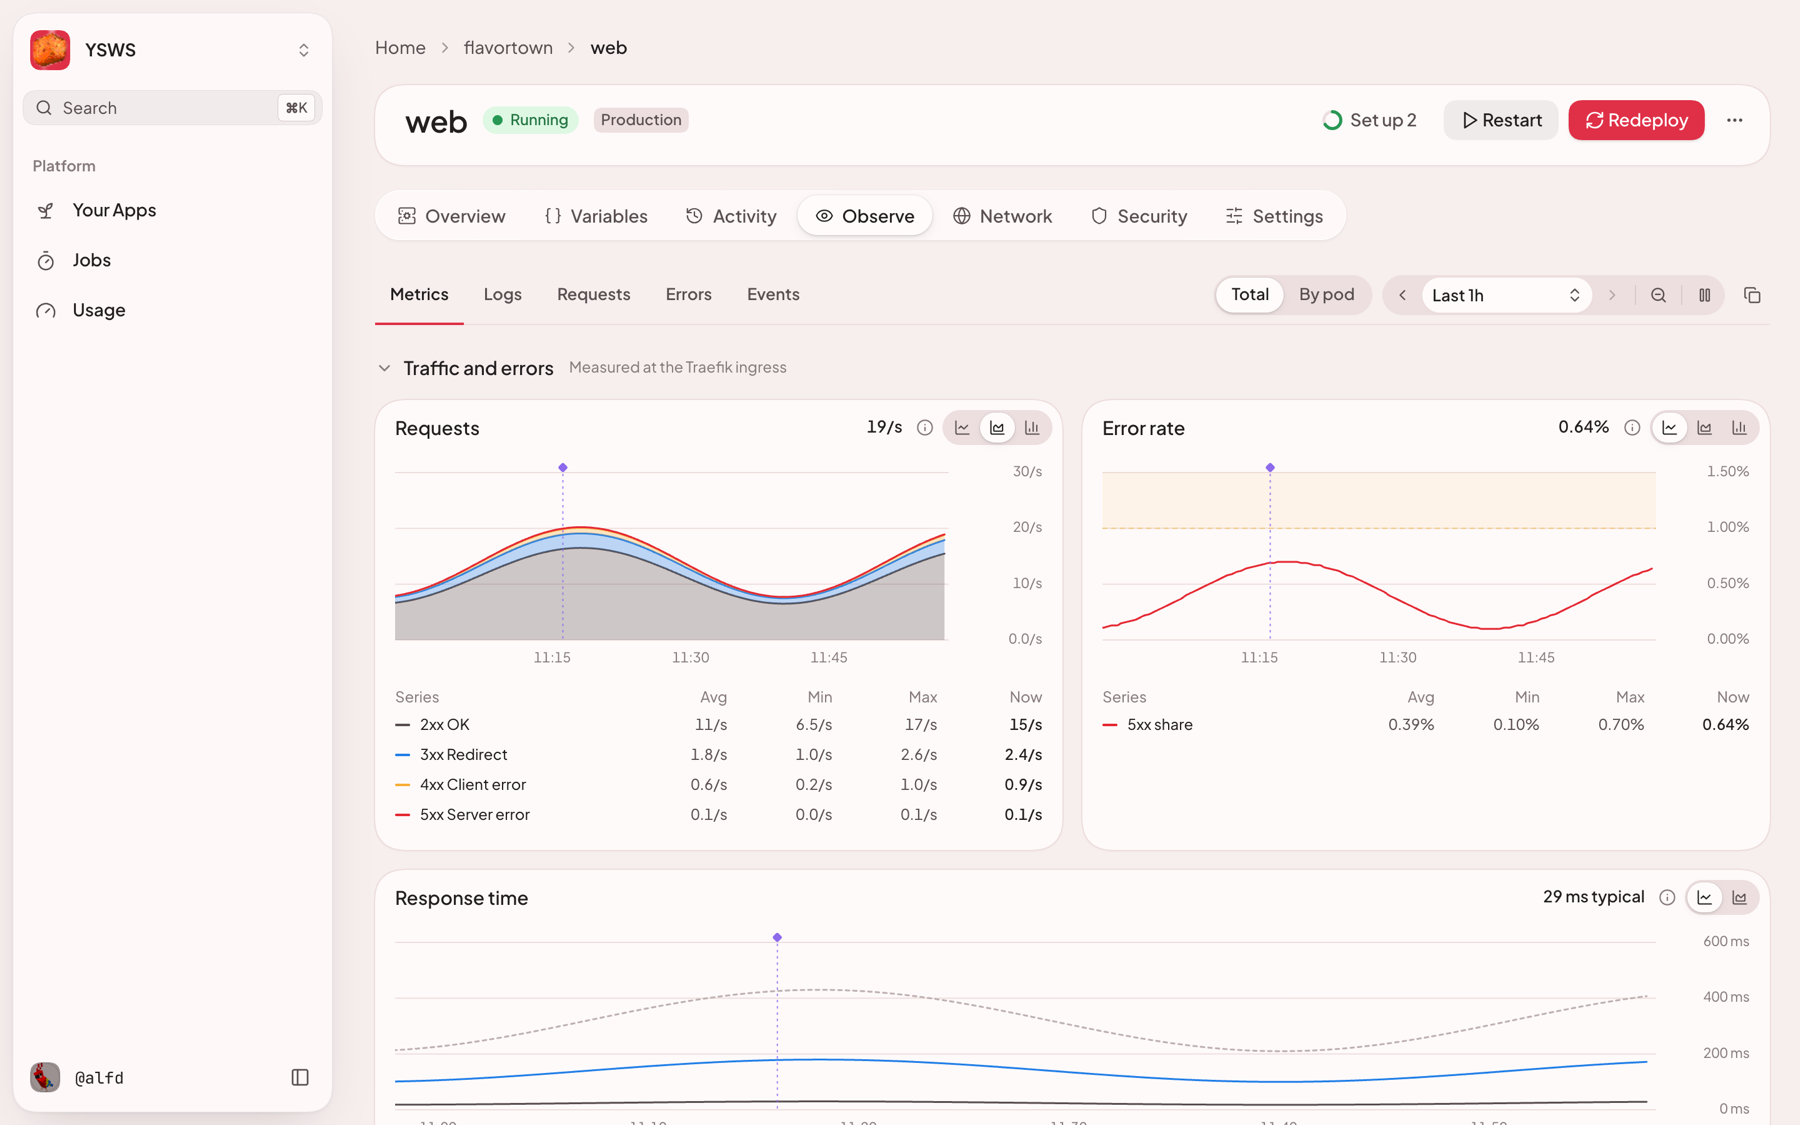 YSWS
Search ⌘K
Platform
Your Apps
Jobs
Usage
@alfd
Home > flavortown > web
web Running Production Set up 2 Restart Redeploy
Overview Variables Activity Observe Network Security Settings
Metrics Logs Requests Errors Events Total By pod Last 1h
Traffic and errors Measured at the Traefik ingress
Requests 19/s
30/s
20/s
10/s
0.0/s
11:15 11:30 11:45
Series Avg Min Max Now
2xx OK 11/s 6.5/s 17/s 15/s
3xx Redirect 1.8/s 1.0/s 2.6/s 2.4/s
4xx Client error 0.6/s 0.2/s 1.0/s 0.9/s
5xx Server error 0.1/s 0.0/s 0.1/s 0.1/s
Error rate 0.64%
1.50%
1.00%
0.50%
0.00%
11:15 11:30 11:45
Series Avg Min Max Now
5xx share 0.39% 0.10% 0.70% 0.64%
Response time 29 ms typical
600 ms
400 ms
200 ms
0 ms